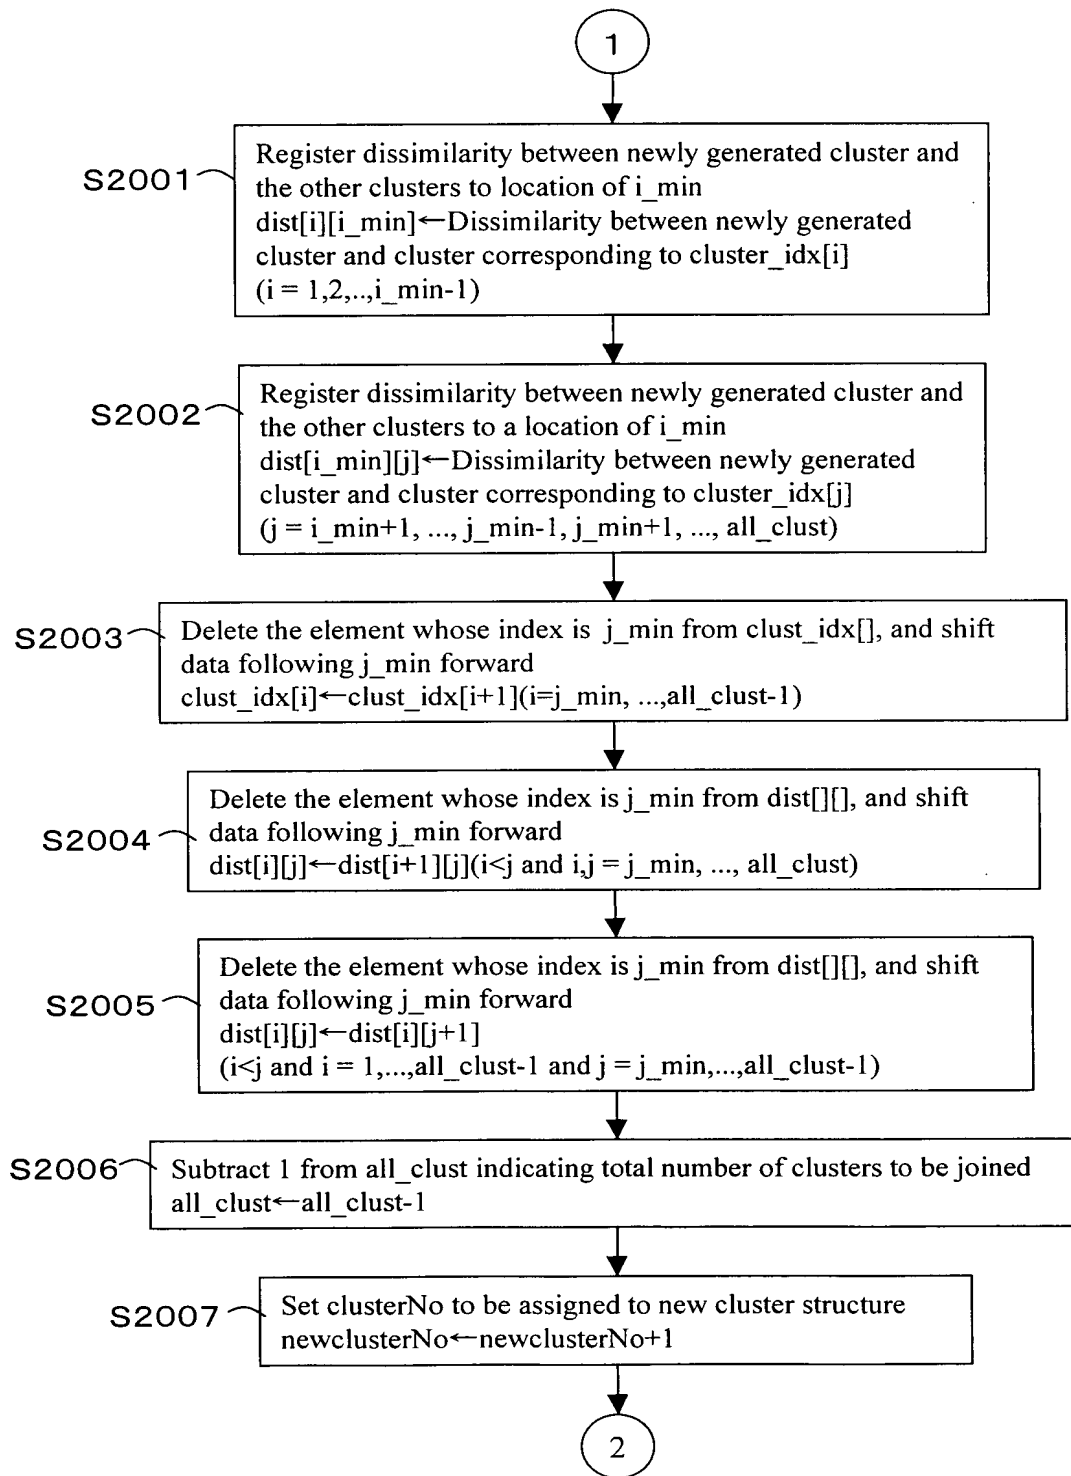 1
S2001
Register dissimilarity between newly generated cluster and
the other clusters to location of i_min
dist[i][i_min]←Dissimilarity between newly generated
cluster and cluster corresponding to cluster_idx[i]
(i = 1,2,..,i_min-1)
S2002
Register dissimilarity between newly generated cluster and
the other clusters to a location of i_min
dist[i_min][j]←Dissimilarity between newly generated
cluster and cluster corresponding to cluster_idx[j]
(j = i_min+1, ..., j_min-1, j_min+1, ..., all_clust)
S2003
Delete the element whose index is j_min from clust_idx[], and shift
data following j_min forward
clust_idx[i]←clust_idx[i+1](i=j_min, ...,all_clust-1)
S2004
Delete the element whose index is j_min from dist[][], and shift
data following j_min forward
dist[i][j]←dist[i+1][j](i<j and i,j = j_min, ..., all_clust)
S2005
Delete the element whose index is j_min from dist[][], and shift
data following j_min forward
dist[i][j]←dist[i][j+1]
(i<j and i = 1,...,all_clust-1 and j = j_min,...,all_clust-1)
S2006
Subtract 1 from all_clust indicating total number of clusters to be joined
all_clust←all_clust-1
S2007
Set clusterNo to be assigned to new cluster structure
newclusterNo←newclusterNo+1
2